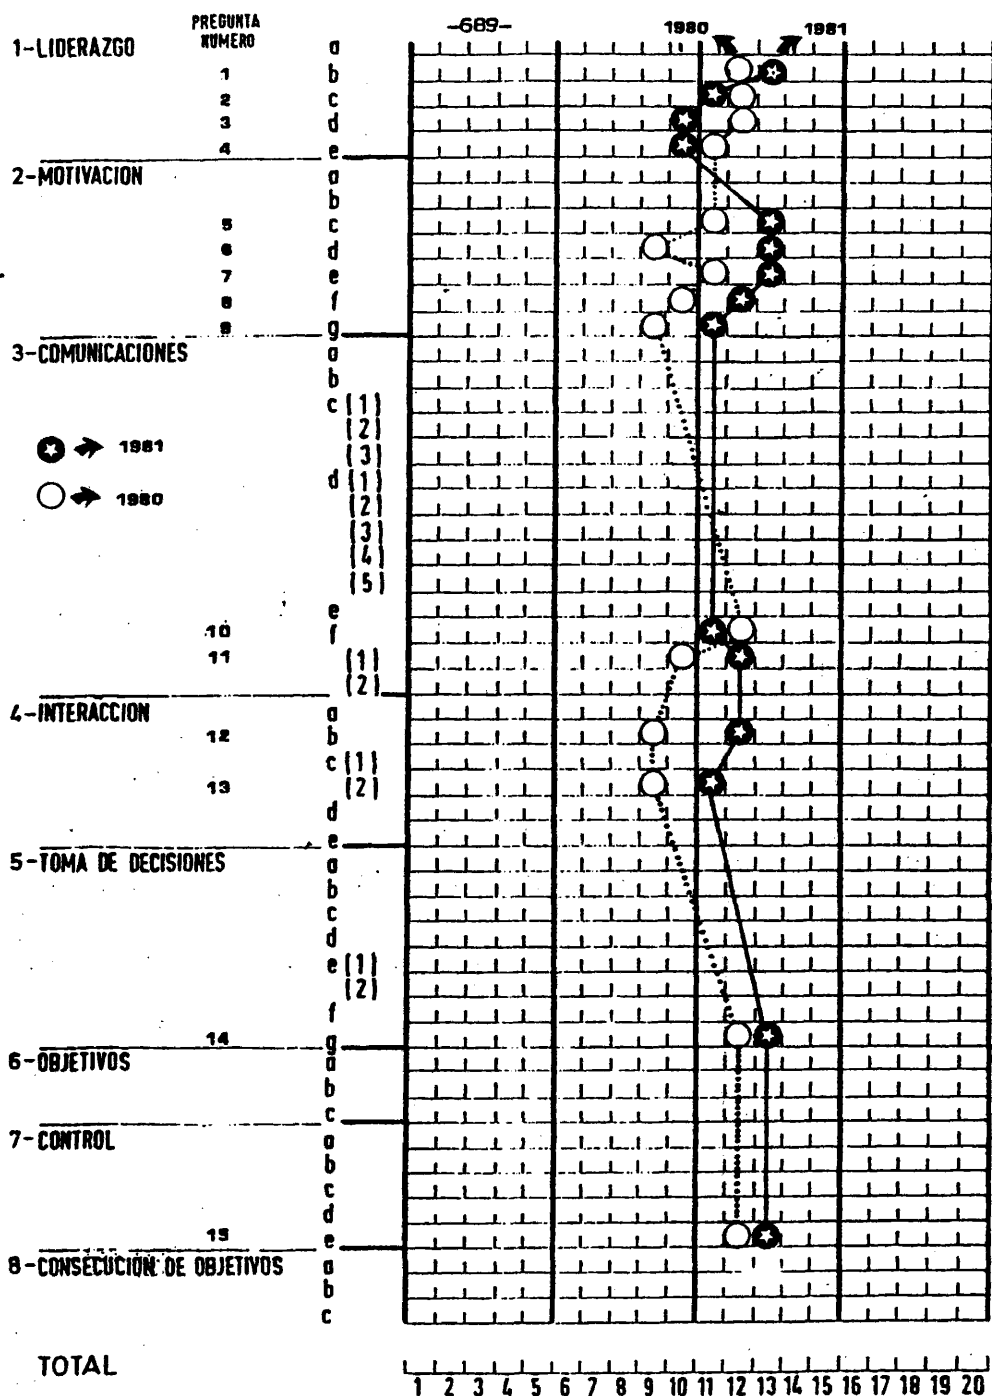 PREGUNTA
NUMERO
-689-
1980
1981
1-LIDERAZGO
a
1 b
2 c
3 d
4 e
2-MOTIVACION
a
b
5 c
6 d
7 e
8 f
9 g
3-COMUNICACIONES
a
b
c (1)
(2)
(3)
d (1)
(2)
(3)
(4)
(5)
1981
1980
e
10 f
11 (1)
(2)
4-INTERACCION
a
12 b
c (1)
13 (2)
d
e
5-TOMA DE DECISIONES
a
b
c
d
e (1)
(2)
f
14 g
6-OBJETIVOS
a
b
c
7-CONTROL
a
b
c
d
15 e
8-CONSECUCION DE OBJETIVOS
a
b
c
TOTAL
1 2 3 4 5 6 7 8 9 10 11 12 13 14 15 16 17 18 19 20